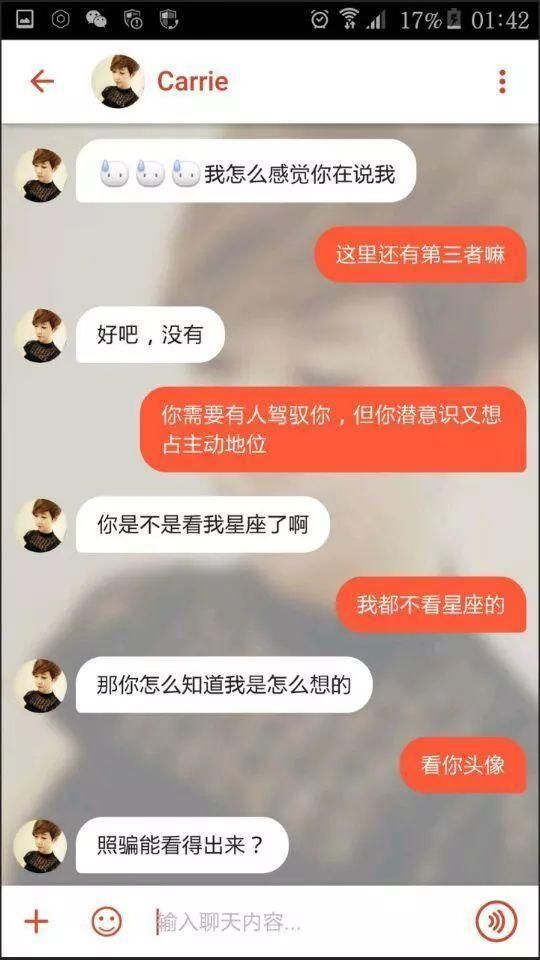 17% 01:42
Carrie
我怎么感觉你在说我
这里还有第三者嘛
好吧，没有
你需要有人驾驭你，但你潜意识又想
占主动地位
你是不是看我星座了啊
我都不看星座的
那你怎么知道我是怎么想的
看你头像
照骗能看得出来？
输入聊天内容...